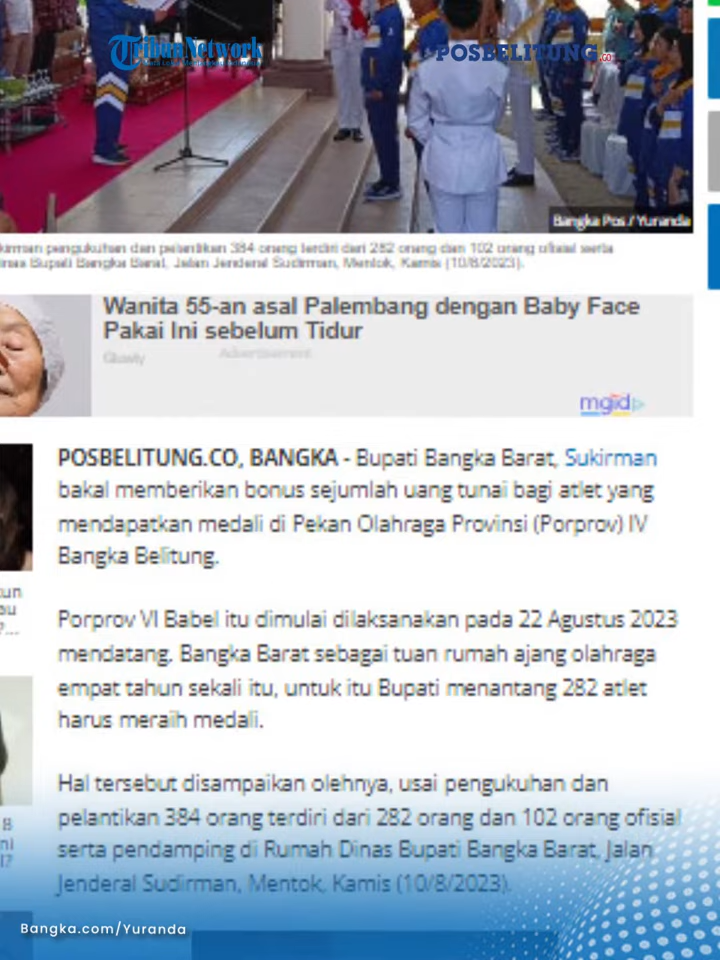 TribunNetwork
POSBELITUNG.co
Bangka Pos / Yuranda
kirman pengukuhan dan pelantikan 384 orang terdiri dari 282 orang dan 102 orang ofisial serta
inas Bupati Bangka Barat, Jalan Jenderal Sudirman, Mentok, Kamis (10/8/2023).
Wanita 55-an asal Palembang dengan Baby Face
Pakai Ini sebelum Tidur
Advertisement
mgid
POSBELITUNG.CO, BANGKA - Bupati Bangka Barat, Sukirman
bakal memberikan bonus sejumlah uang tunai bagi atlet yang
mendapatkan medali di Pekan Olahraga Provinsi (Porprov) IV
Bangka Belitung.
Porprov VI Babel itu dimulai dilaksanakan pada 22 Agustus 2023
mendatang. Bangka Barat sebagai tuan rumah ajang olahraga
empat tahun sekali itu, untuk itu Bupati menantang 282 atlet
harus meraih medali.
Hal tersebut disampaikan olehnya, usai pengukuhan dan
pelantikan 384 orang terdiri dari 282 orang dan 102 orang ofisial
serta pendamping di Rumah Dinas Bupati Bangka Barat, Jalan
Jenderal Sudirman, Mentok, Kamis (10/8/2023).
Bangka.com/Yuranda